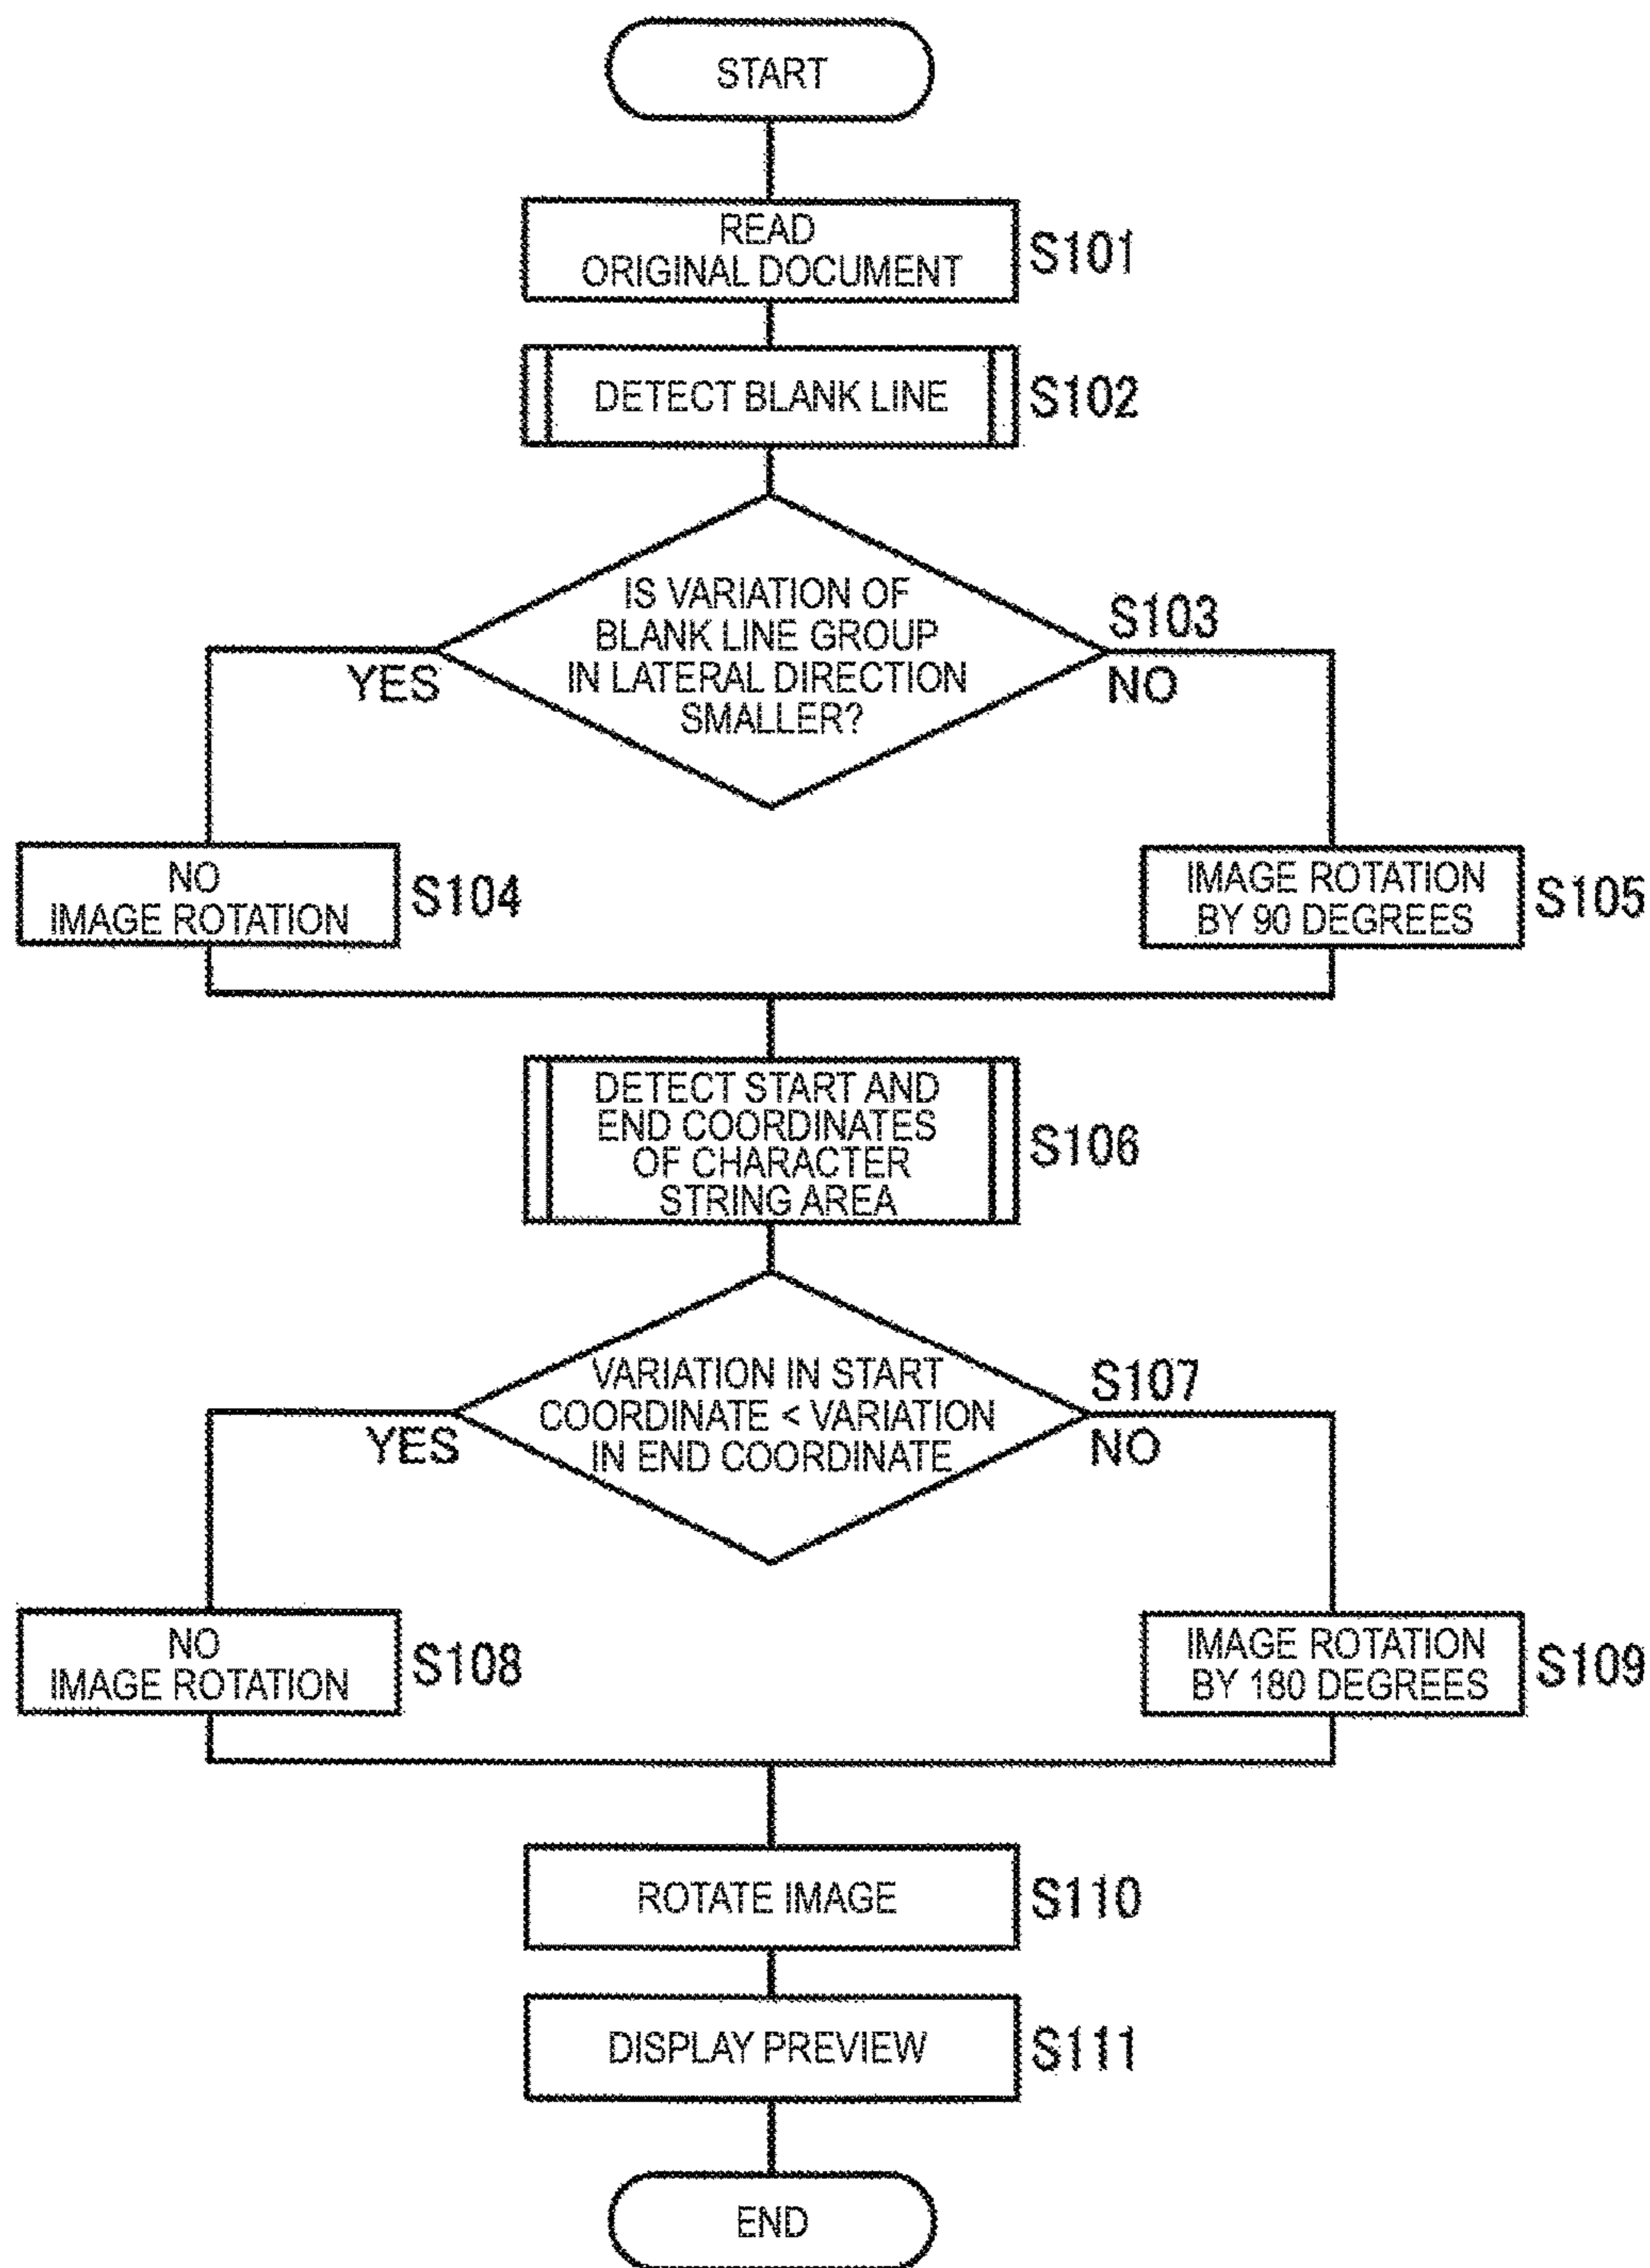 START
READ
ORIGINAL DOCUMENT
S101
DETECT BLANK LINE
S102
IS VARIATION OF
BLANK LINE GROUP
IN LATERAL DIRECTION
SMALLER?
S103
YES
NO
NO
IMAGE ROTATION
S104
IMAGE ROTATION
BY 90 DEGREES
S105
DETECT START AND
END COORDINATES
OF CHARACTER
STRING AREA
S106
VARIATION IN START
COORDINATE < VARIATION
IN END COORDINATE
S107
YES
NO
NO
IMAGE ROTATION
S108
IMAGE ROTATION
BY 180 DEGREES
S109
ROTATE IMAGE
S110
DISPLAY PREVIEW
S111
END